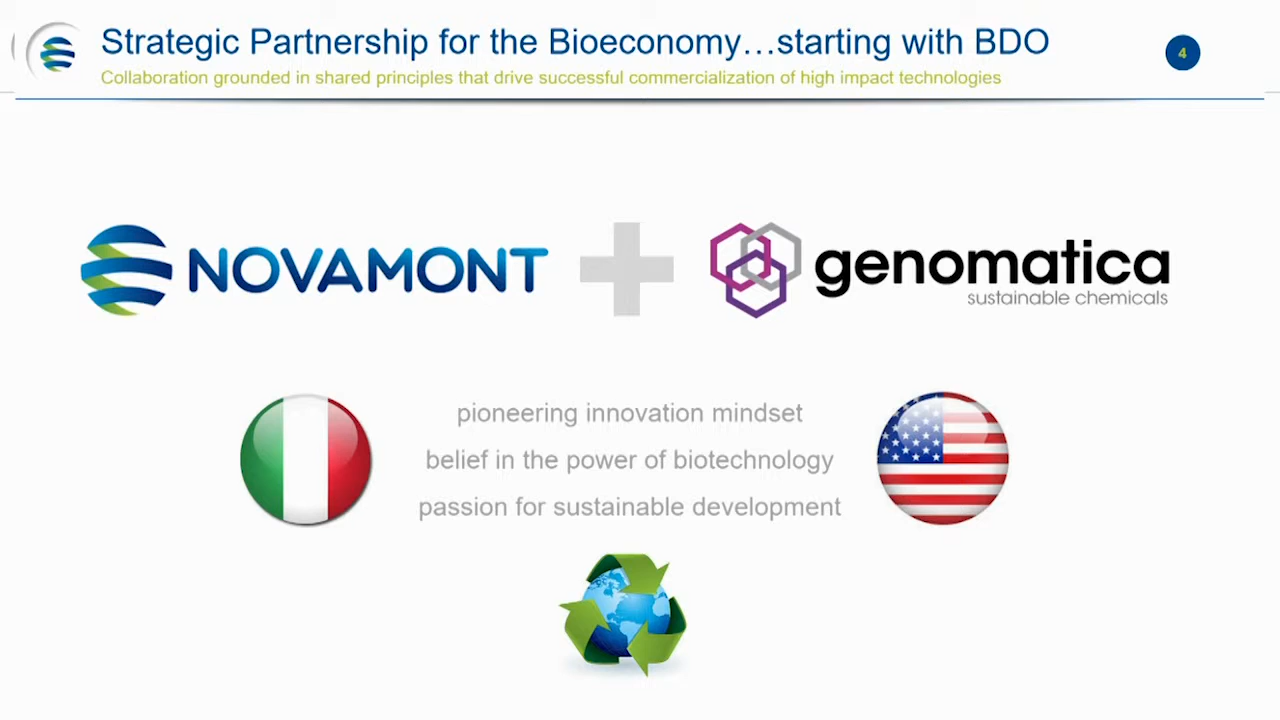 Strategic Partnership for the Bioeconomy…starting with BDO
4
Collaboration grounded in shared principles that drive successful commercialization of high impact technologies
NOVAMONT
genomatica
sustainable chemicals
pioneering innovation mindset
belief in the power of biotechnology
passion for sustainable development